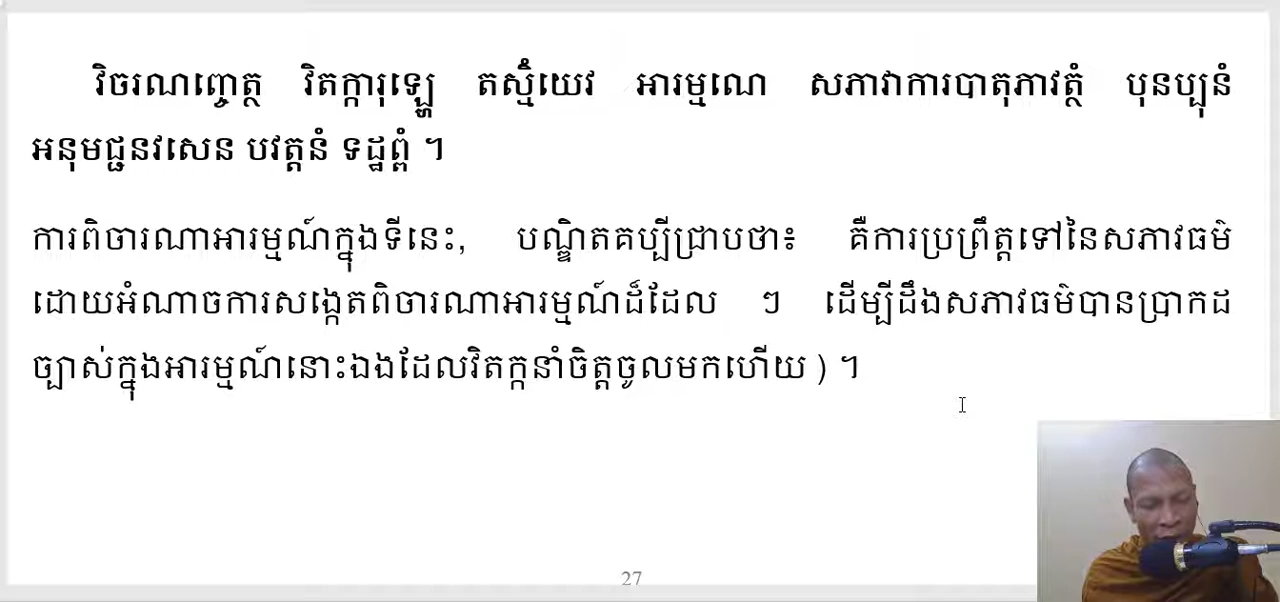 វិចរណញ្ចេត្ថ វិតក្ការុឡ្ហេ តស្មិំយេវ អារម្មណេ សភាវាការបាតុភាវត្ថំ បុនប្បុនំ
អនុមជ្ជនវសេន បវត្តនំ ទដ្ឋព្ពំ ។
ការពិចារណាអារម្មណ៍ក្នុងទីនេះ, បណ្ឌិតគប្បីជ្រាបថា៖ គឺការប្រព្រឹត្តទៅនៃសភាវធម៌
ដោយអំណាចការសង្កេតពិចារណាអារម្មណ៍ដ៏ដែល ៗ ដើម្បីដឹងសភាវធម៌បានប្រាកដ
ច្បាស់ក្នុងអារម្មណ៍នោះឯងដែលវិតក្កនាំចិត្តចូលមកហើយ ) ។
27